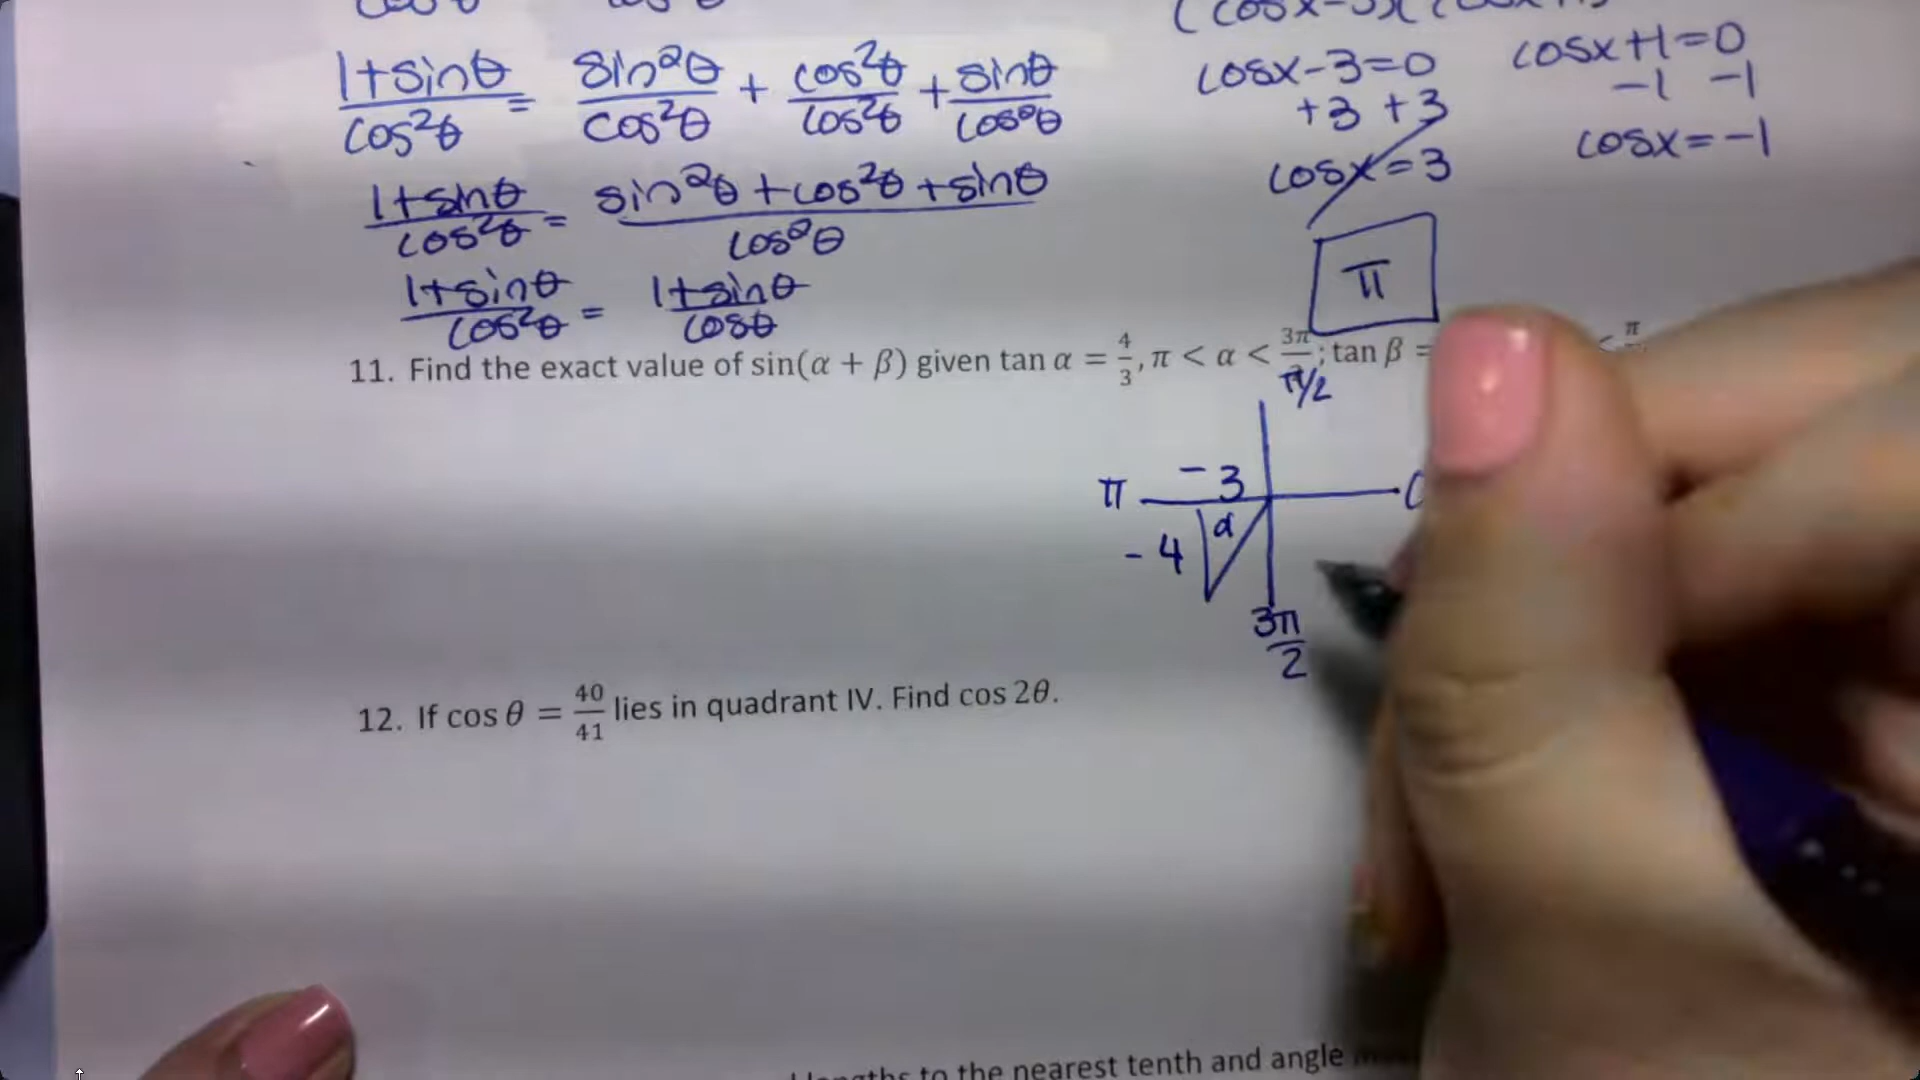 1+sinθ/cos²θ = sin²θ/cos²θ + cos²θ/cos²θ + sinθ/cos²θ
1+sinθ/cos²θ = sin²θ+cos²θ+sinθ/cos²θ
1+sinθ/cos²θ = 1+sinθ/cosθ
cosx-3=0
+3 +3
cosx=3
cosx+1=0
-1 -1
cosx=-1
π
11. Find the exact value of sin(α + β) given tan α = 4/3, π < α < 3π/; tan β =
< π
π/2
π
-3
α
-4
3π/2
12. If cos θ = 40/41 lies in quadrant IV. Find cos 2θ.
to the nearest tenth and angle